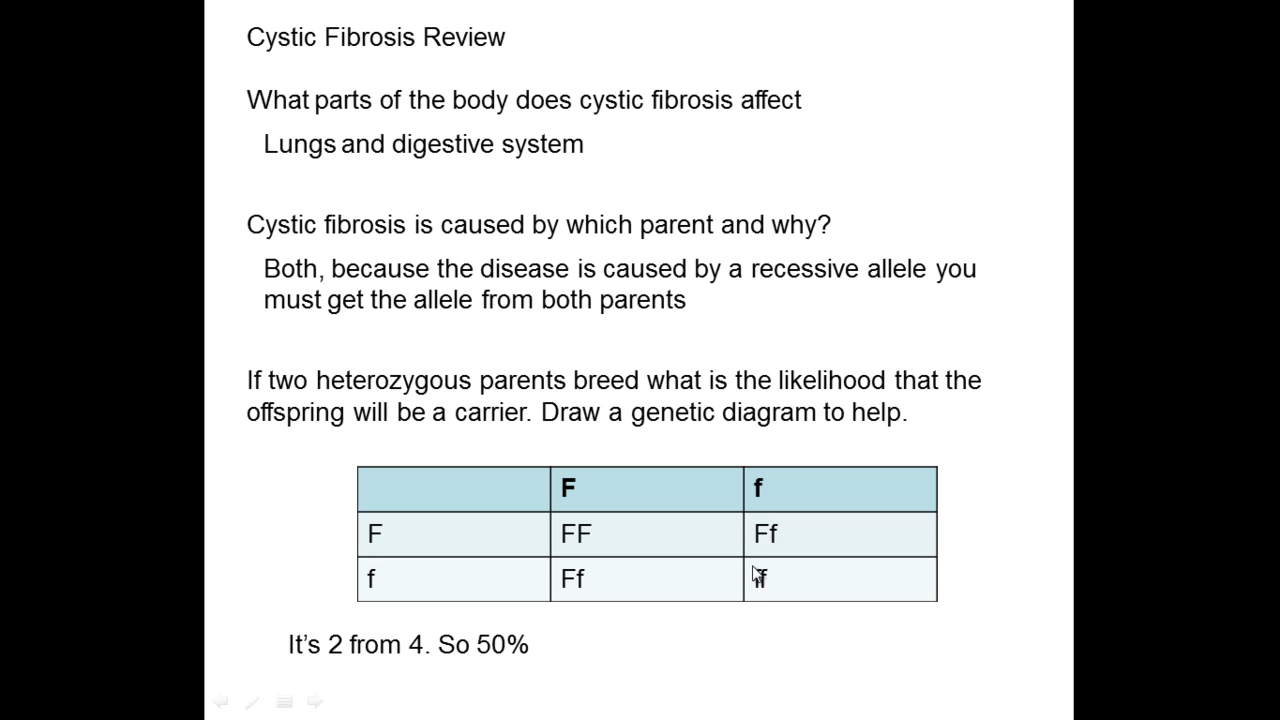 Cystic Fibrosis Review
What parts of the body does cystic fibrosis affect
Lungs and digestive system
Cystic fibrosis is caused by which parent and why?
Both, because the disease is caused by a recessive allele you
must get the allele from both parents
If two heterozygous parents breed what is the likelihood that the
offspring will be a carrier. Draw a genetic diagram to help.
F f
F FF Ff
f Ff ff
It's 2 from 4. So 50%